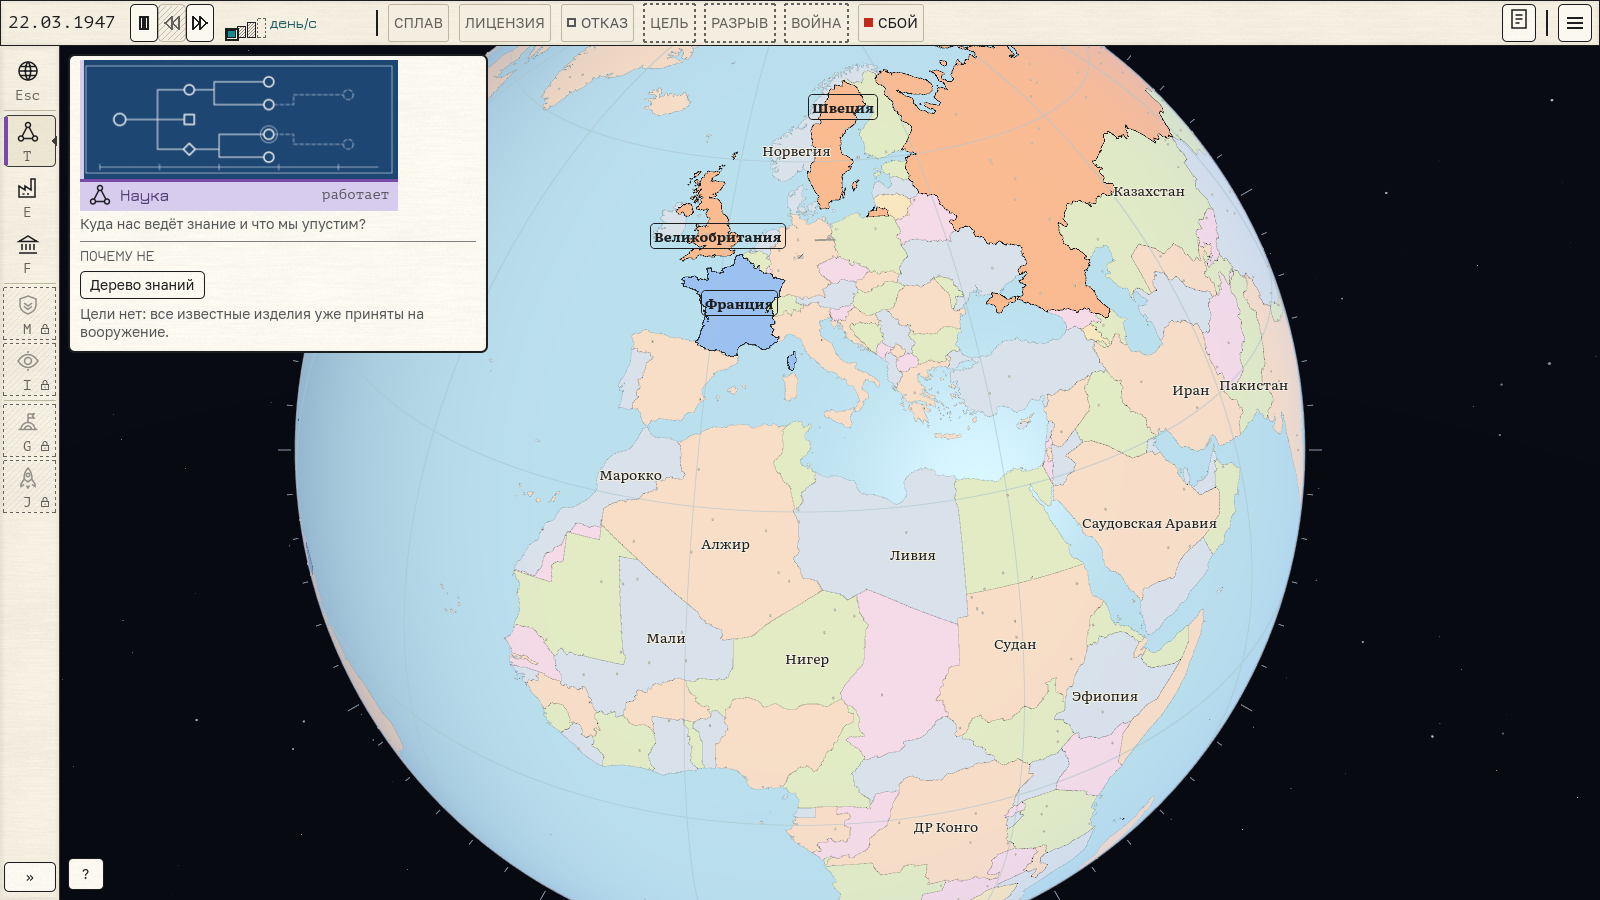 22.03.1947
день/с
СПЛАВ
ЛИЦЕНЗИЯ
ОТКАЗ
ЦЕЛЬ
РАЗРЫВ
ВОЙНА
СБОЙ
Esc
T
E
F
M
I
G
J
»
Наука
работает
Куда нас ведёт знание и что мы упустим?
ПОЧЕМУ НЕ
Дерево знаний
Цели нет: все известные изделия уже приняты на
вооружение.
?
Швеция
Норвегия
Казахстан
Великобритания
Франция
Иран
Пакистан
Марокко
Саудовская Аравия
Алжир
Ливия
Мали
Нигер
Судан
Эфиопия
ДР Конго